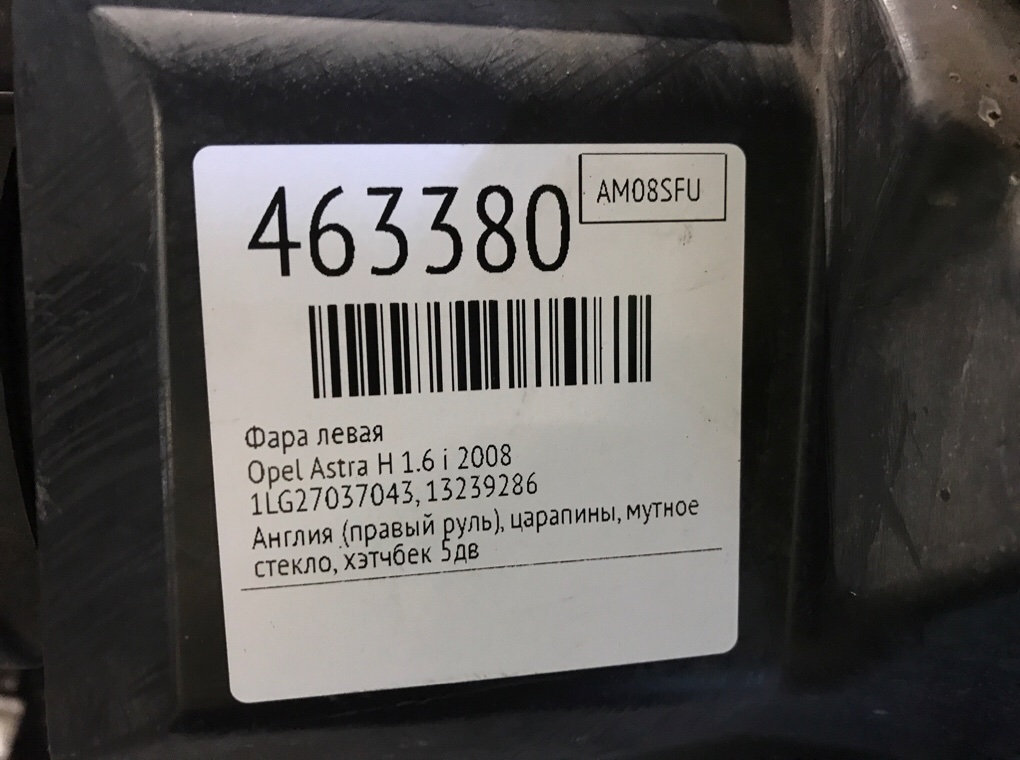 463380
AM08SFU
Фара левая
Opel Astra H 1.6 i 2008
1LG27037043, 13239286
Англия (правый руль), царапины, мутное
стекло, хэтчбек 5дв